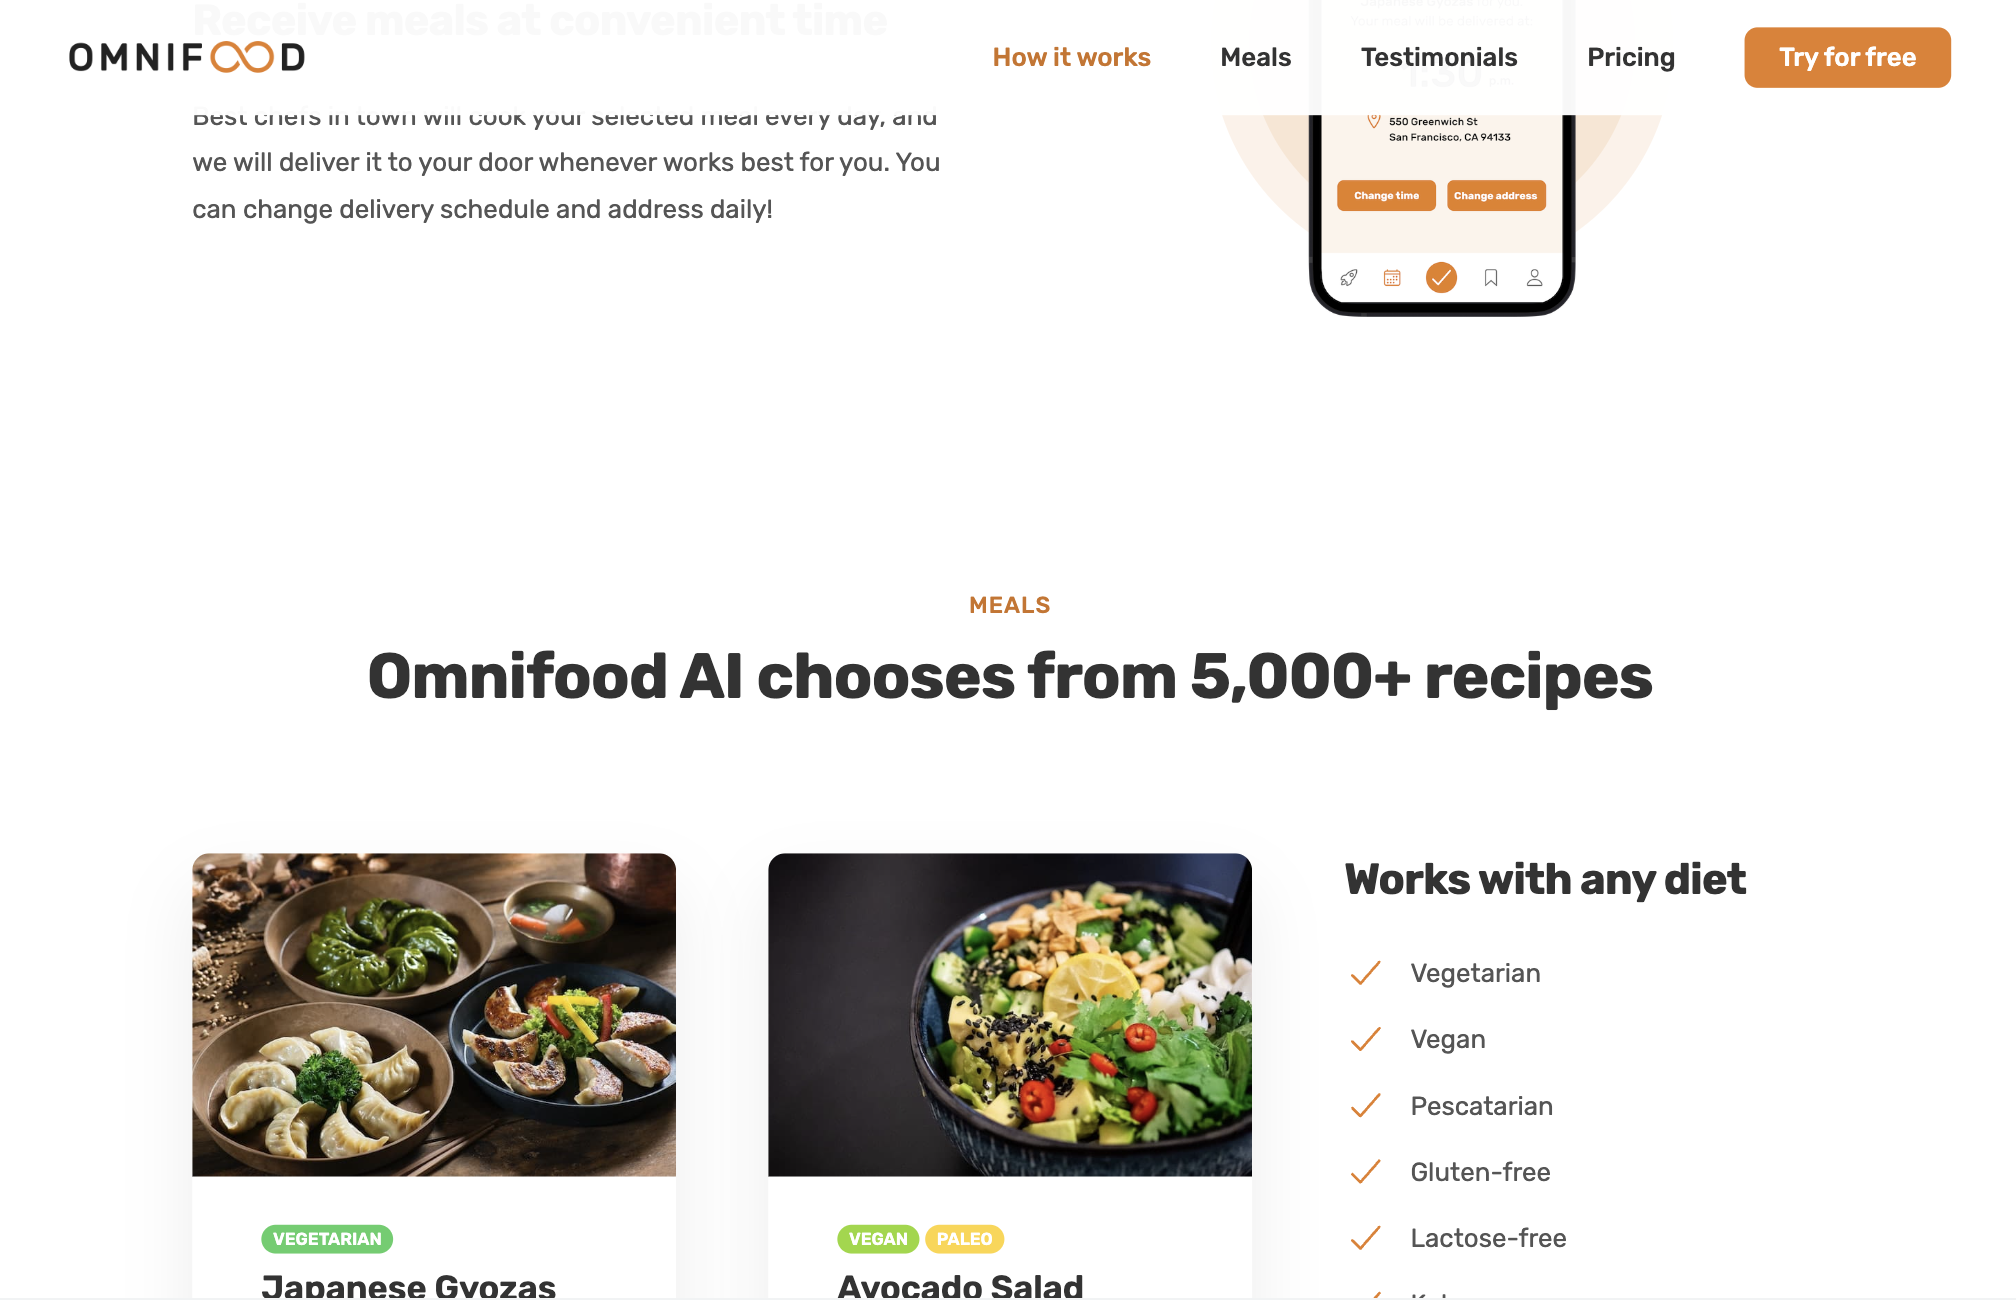 Receive meals at convenient time
OMNIFOOD
How it works
Meals
Testimonials
Pricing
Try for free
Best chefs in town will cook your selected meal every day, and
we will deliver it to your door whenever works best for you. You
can change delivery schedule and address daily!
Japanese Gyozas for you
Your meal will be delivered at:
1:30 p.m.
550 Greenwich St
San Francisco, CA 94133
Change time
Change address
MEALS
Omnifood AI chooses from 5,000+ recipes
VEGETARIAN
Japanese Gyozas
VEGAN
PALEO
Avocado Salad
Works with any diet
Vegetarian
Vegan
Pescatarian
Gluten-free
Lactose-free